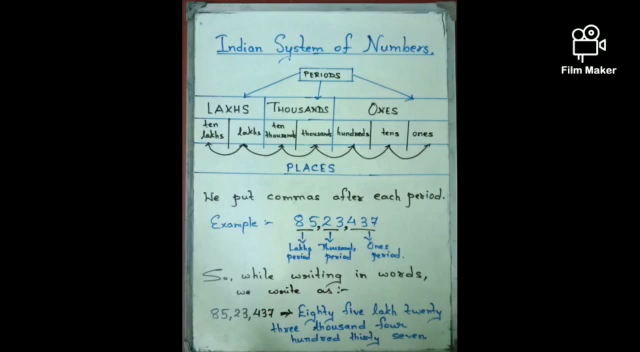 Indian System of Numbers.
PERIODS
LAKHS THOUSANDS ONES
ten lakhs lakhs ten thousands thousands hundreds tens ones
PLACES
We put commas after each period.
Example :- 85,23,437
Lakhs period Thousands period Ones period.
So, while writing in words,
we write as :-
85,23,437 → Eighty five lakh twenty
three thousand four
hundred thirty seven
Film Maker